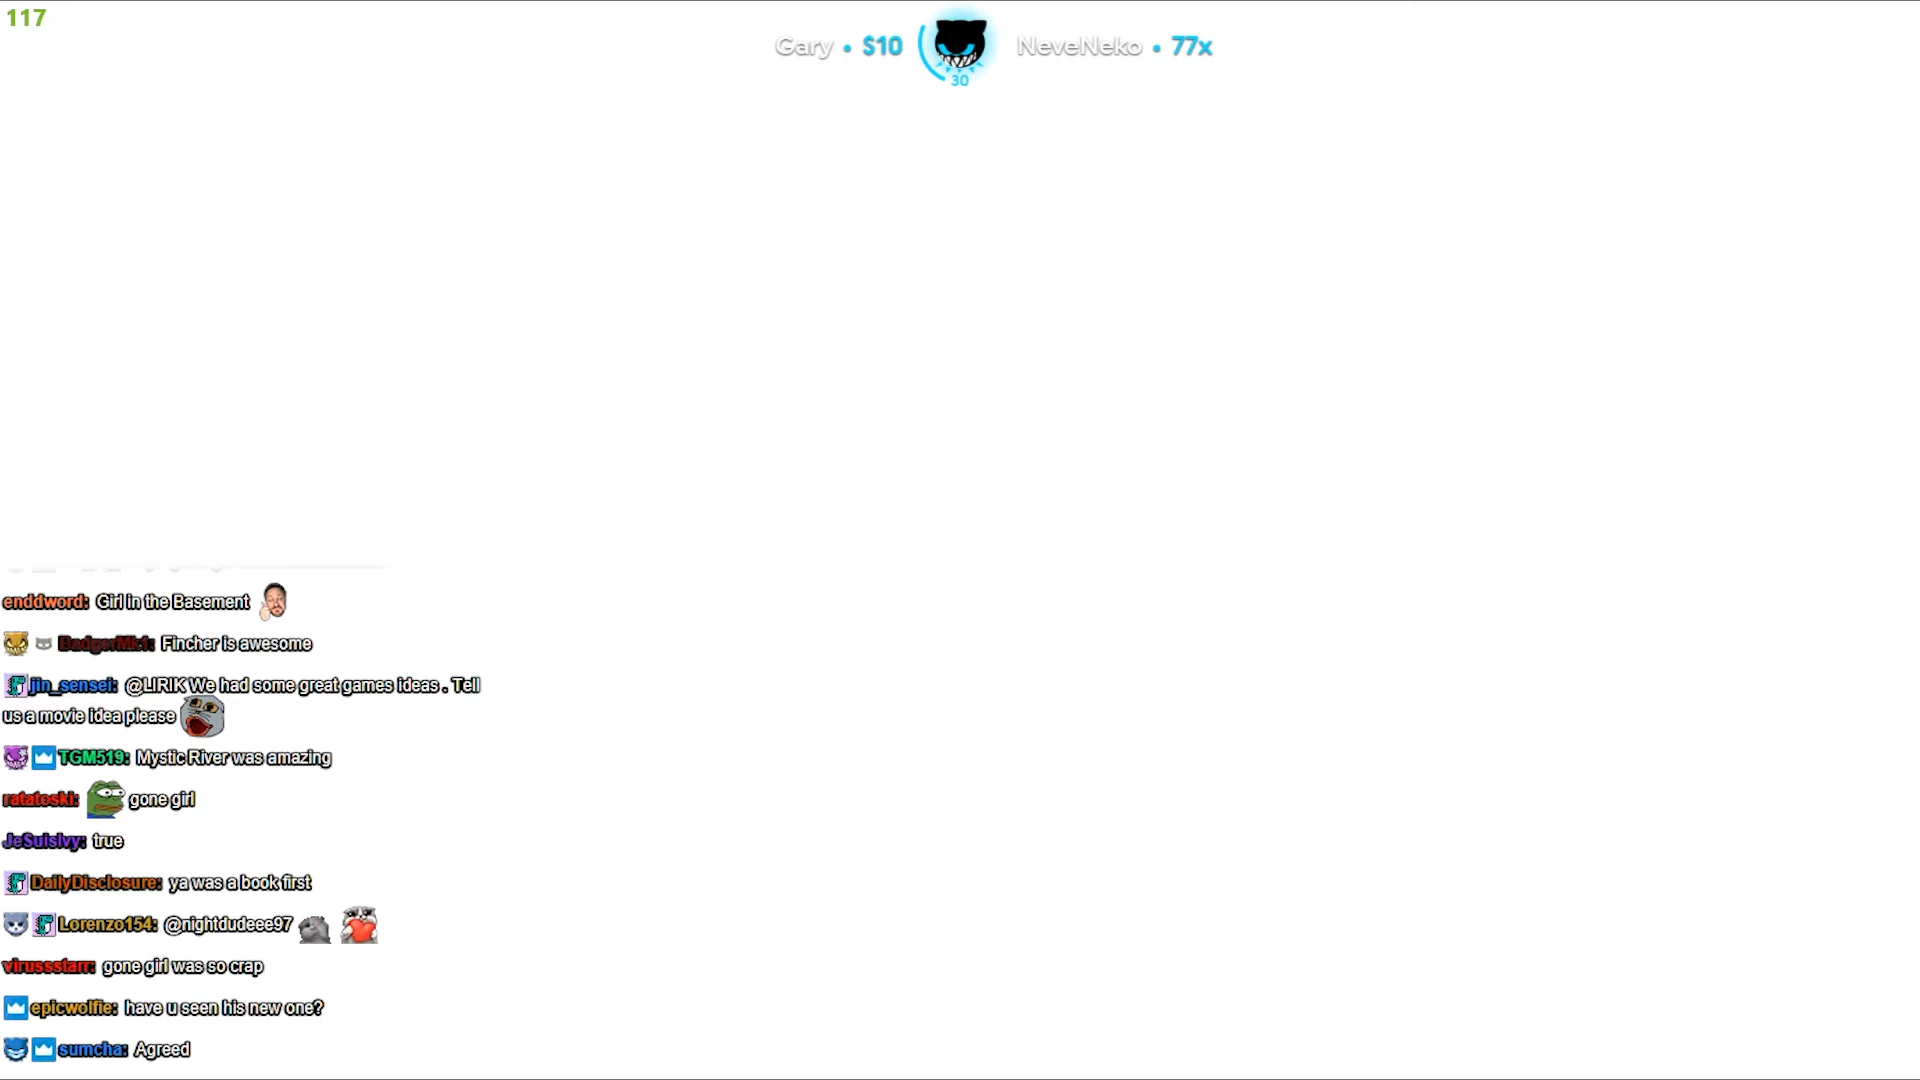 117
Gary • $10
30
NeveNeko • 77x
enddword: Girl in the Basement
BadgerMk1: Fincher is awesome
jin_sensei: @LIRIK We had some great games ideas . Tell
us a movie idea please
TGM519: Mystic River was amazing
ratatoski: gone girl
JeSuisIvy: true
DailyDisclosure: ya was a book first
Lorenzo154: @nightdudeee97
virussstarr: gone girl was so crap
epicwolfie: have u seen his new one?
sumcha: Agreed